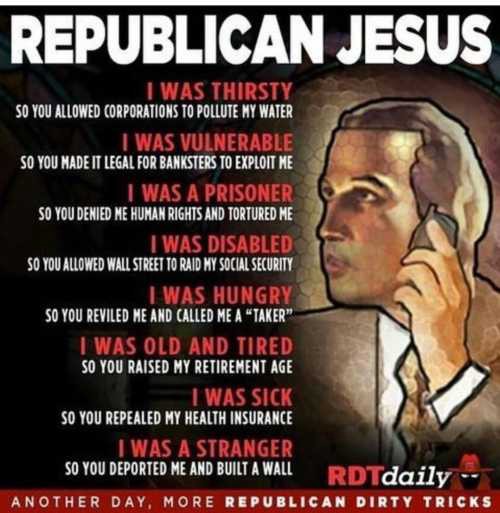 REPUBLICAN JESUS
I WAS THIRSTY
SO YOU ALLOWED CORPORATIONS TO POLLUTE MY WATER
I WAS VULNERABLE
SO YOU MADE IT LEGAL FOR BANKSTERS TO EXPLOIT ME
I WAS A PRISONER
SO YOU DENIED ME HUMAN RIGHTS AND TORTURED ME
I WAS DISABLED
SO YOU ALLOWED WALL STREET TO RAID MY SOCIAL SECURITY
I WAS HUNGRY
SO YOU REVILED ME AND CALLED ME A “TAKER”
I WAS OLD AND TIRED
SO YOU RAISED MY RETIREMENT AGE
I WAS SICK
SO YOU REPEALED MY HEALTH INSURANCE
I WAS A STRANGER
SO YOU DEPORTED ME AND BUILT A WALL
RDTdaily
ANOTHER DAY, MORE REPUBLICAN DIRTY TRICKS